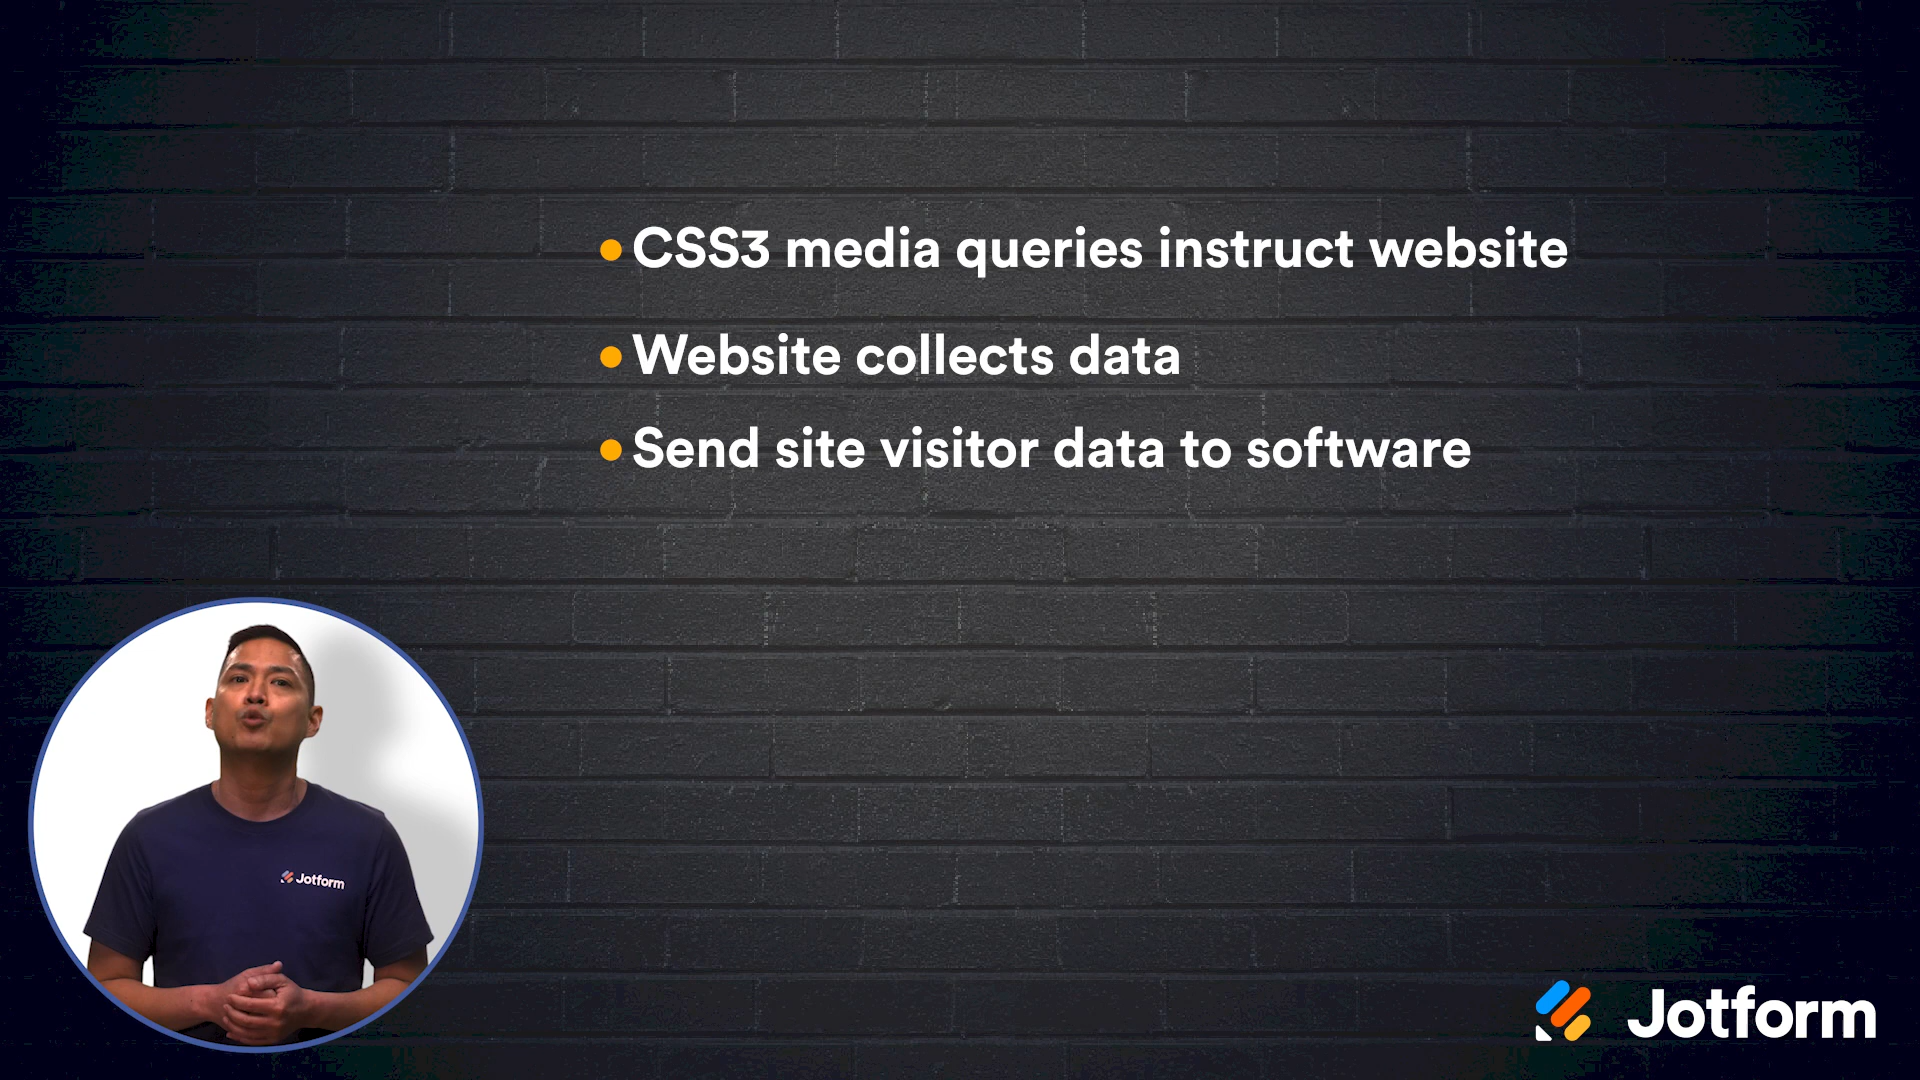 CSS3 media queries instruct website
Website collects data
Send site visitor data to software
Jotform
Jotform